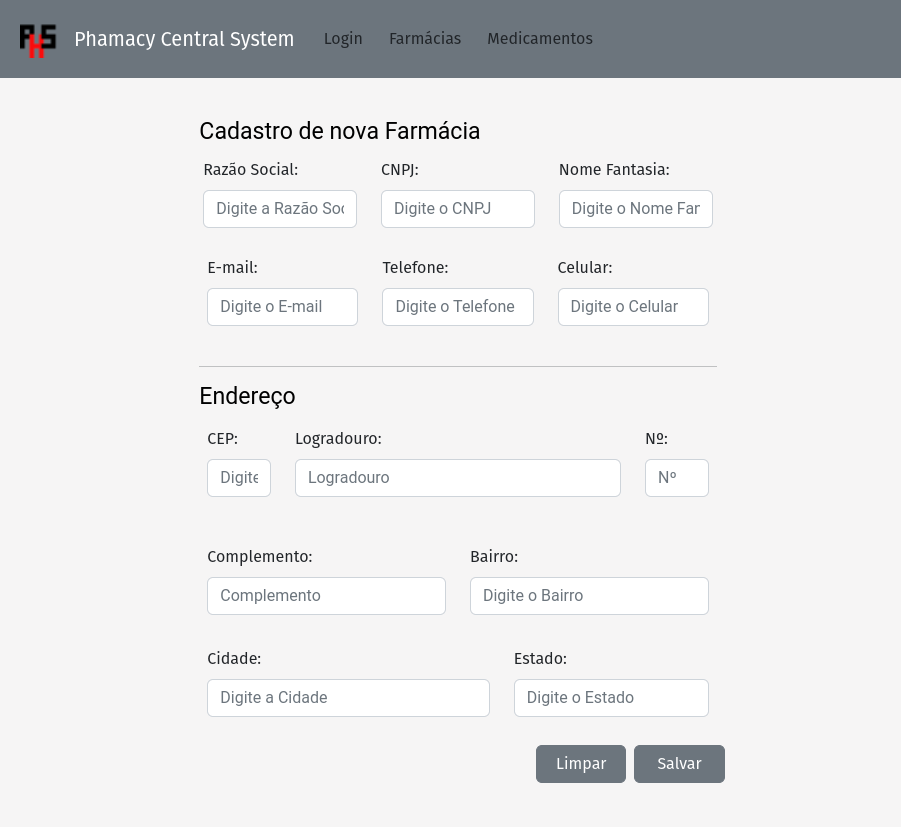 PHS Phamacy Central System Login Farmácias Medicamentos
Cadastro de nova Farmácia
Razão Social: CNPJ: Nome Fantasia:
Digite a Razão Soc Digite o CNPJ Digite o Nome Fan
E-mail: Telefone: Celular:
Digite o E-mail Digite o Telefone Digite o Celular
Endereço
CEP: Logradouro: Nº:
Digite Logradouro Nº
Complemento: Bairro:
Complemento Digite o Bairro
Cidade: Estado:
Digite a Cidade Digite o Estado
Limpar Salvar